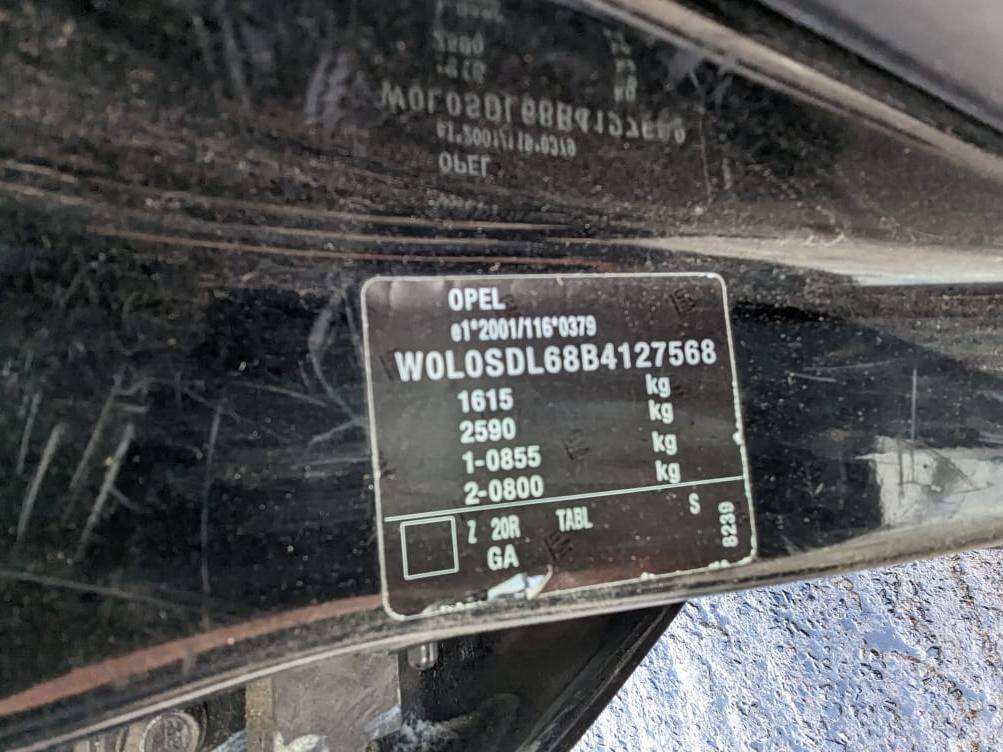 OPEL
e1*2001/116*0379
W0L0SDL68B4127568
1615 kg
2590 kg
1-0855 kg
2-0800 kg
Z 20R TABL S
GA
8239